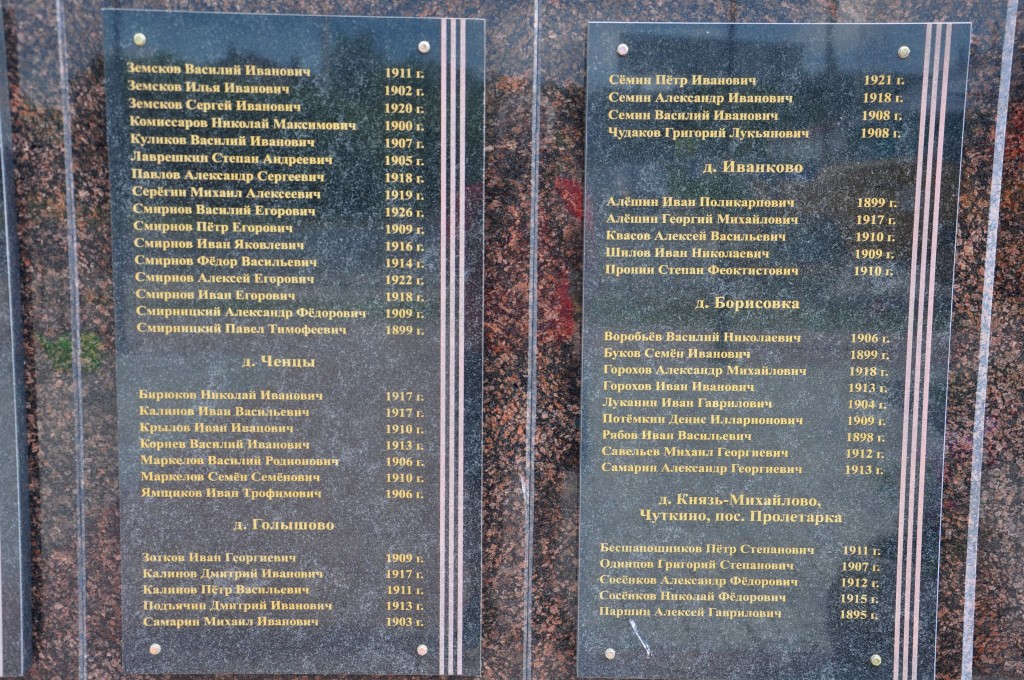 Земсков Василий Иванович 1911 г.
Земсков Илья Иванович 1902 г.
Земсков Сергей Иванович 1920 г.
Комиссаров Николай Максимович 1900 г.
Куликов Василий Иванович 1907 г.
Лаврешкин Степан Андреевич 1905 г.
Павлов Александр Сергеевич 1918 г.
Серёгин Михаил Алексеевич 1919 г.
Смирнов Василий Егорович 1926 г.
Смирнов Пётр Егорович 1909 г.
Смирнов Иван Яковлевич 1916 г.
Смирнов Фёдор Васильевич 1914 г.
Смирнов Алексей Егорович 1922 г.
Смирнов Иван Егорович 1918 г.
Смирницкий Александр Фёдорович 1909 г.
Смирницкий Павел Тимофеевич 1899 г.
д. Ченцы
Бирюков Николай Иванович 1917 г.
Калинов Иван Васильевич 1917 г.
Крылов Иван Иванович 1910 г.
Корнев Василий Иванович 1913 г.
Маркелов Василий Родионович 1906 г.
Маркелов Семён Семёнович 1910 г.
Ямщиков Иван Трофимович 1906 г.
д. Голышово
Зотков Иван Георгиевич 1909 г.
Калинов Дмитрий Иванович 1917 г.
Калинов Пётр Васильевич 1911 г.
Подъячин Дмитрий Иванович 1913 г.
Самарин Михаил Иванович 1903 г.
Сёмин Пётр Иванович 1921 г.
Семин Александр Иванович 1918 г.
Семин Василий Иванович 1908 г.
Чудаков Григорий Лукьянович 1908 г.
д. Иванково
Алёшин Иван Поликарпович 1899 г.
Алёшин Георгий Михайлович 1917 г.
Квасов Алексей Васильевич 1910 г.
Шилов Иван Николаевич 1909 г.
Пронин Степан Феоктистович 1910 г.
д. Борисовка
Воробьёв Василий Николаевич 1906 г.
Буков Семён Иванович 1899 г.
Горохов Александр Михайлович 1918 г.
Горохов Иван Иванович 1913 г.
Луканин Иван Гаврилович 1904 г.
Потёмкин Денис Илларионович 1909 г.
Рябов Иван Васильевич 1898 г.
Савельев Михаил Георгиевич 1912 г.
Самарин Александр Георгиевич 1913 г.
д. Князь-Михайлово,
Чуткино, пос. Пролетарка
Бесшапошников Пётр Степанович 1911 г.
Одинцов Григорий Степанович 1907 г.
Сосёнков Александр Фёдорович 1912 г.
Сосёнков Николай Фёдорович 1915 г.
Паршин Алексей Гаврилович 1895 г.